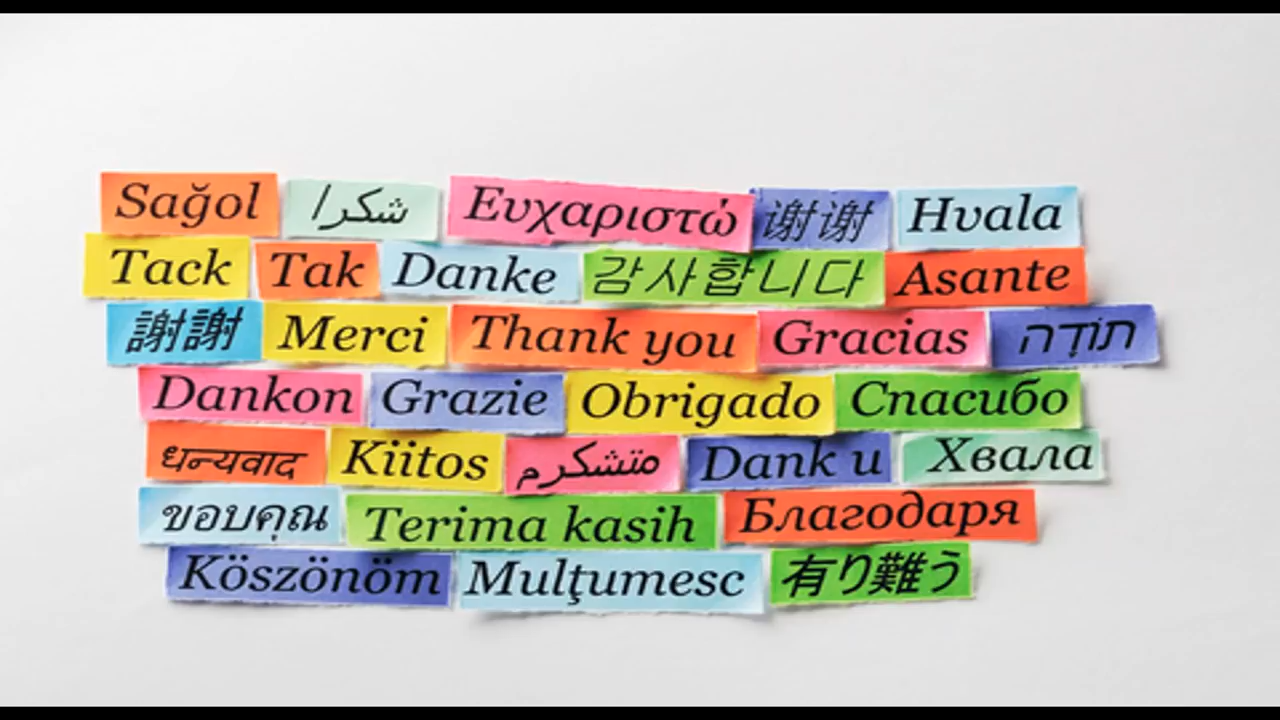 Sağol شكرا Ευχαριστώ 谢谢 Hvala
Tack Tak Danke 감사합니다 Asante
謝謝 Merci Thank you Gracias תּוֹדָה
Dankon Grazie Obrigado Спасибо
धन्यवाद Kiitos متشکرم Dank u Хвала
ขอบคุณ Terima kasih Благодаря
Köszönöm Mulţumesc 有り難う